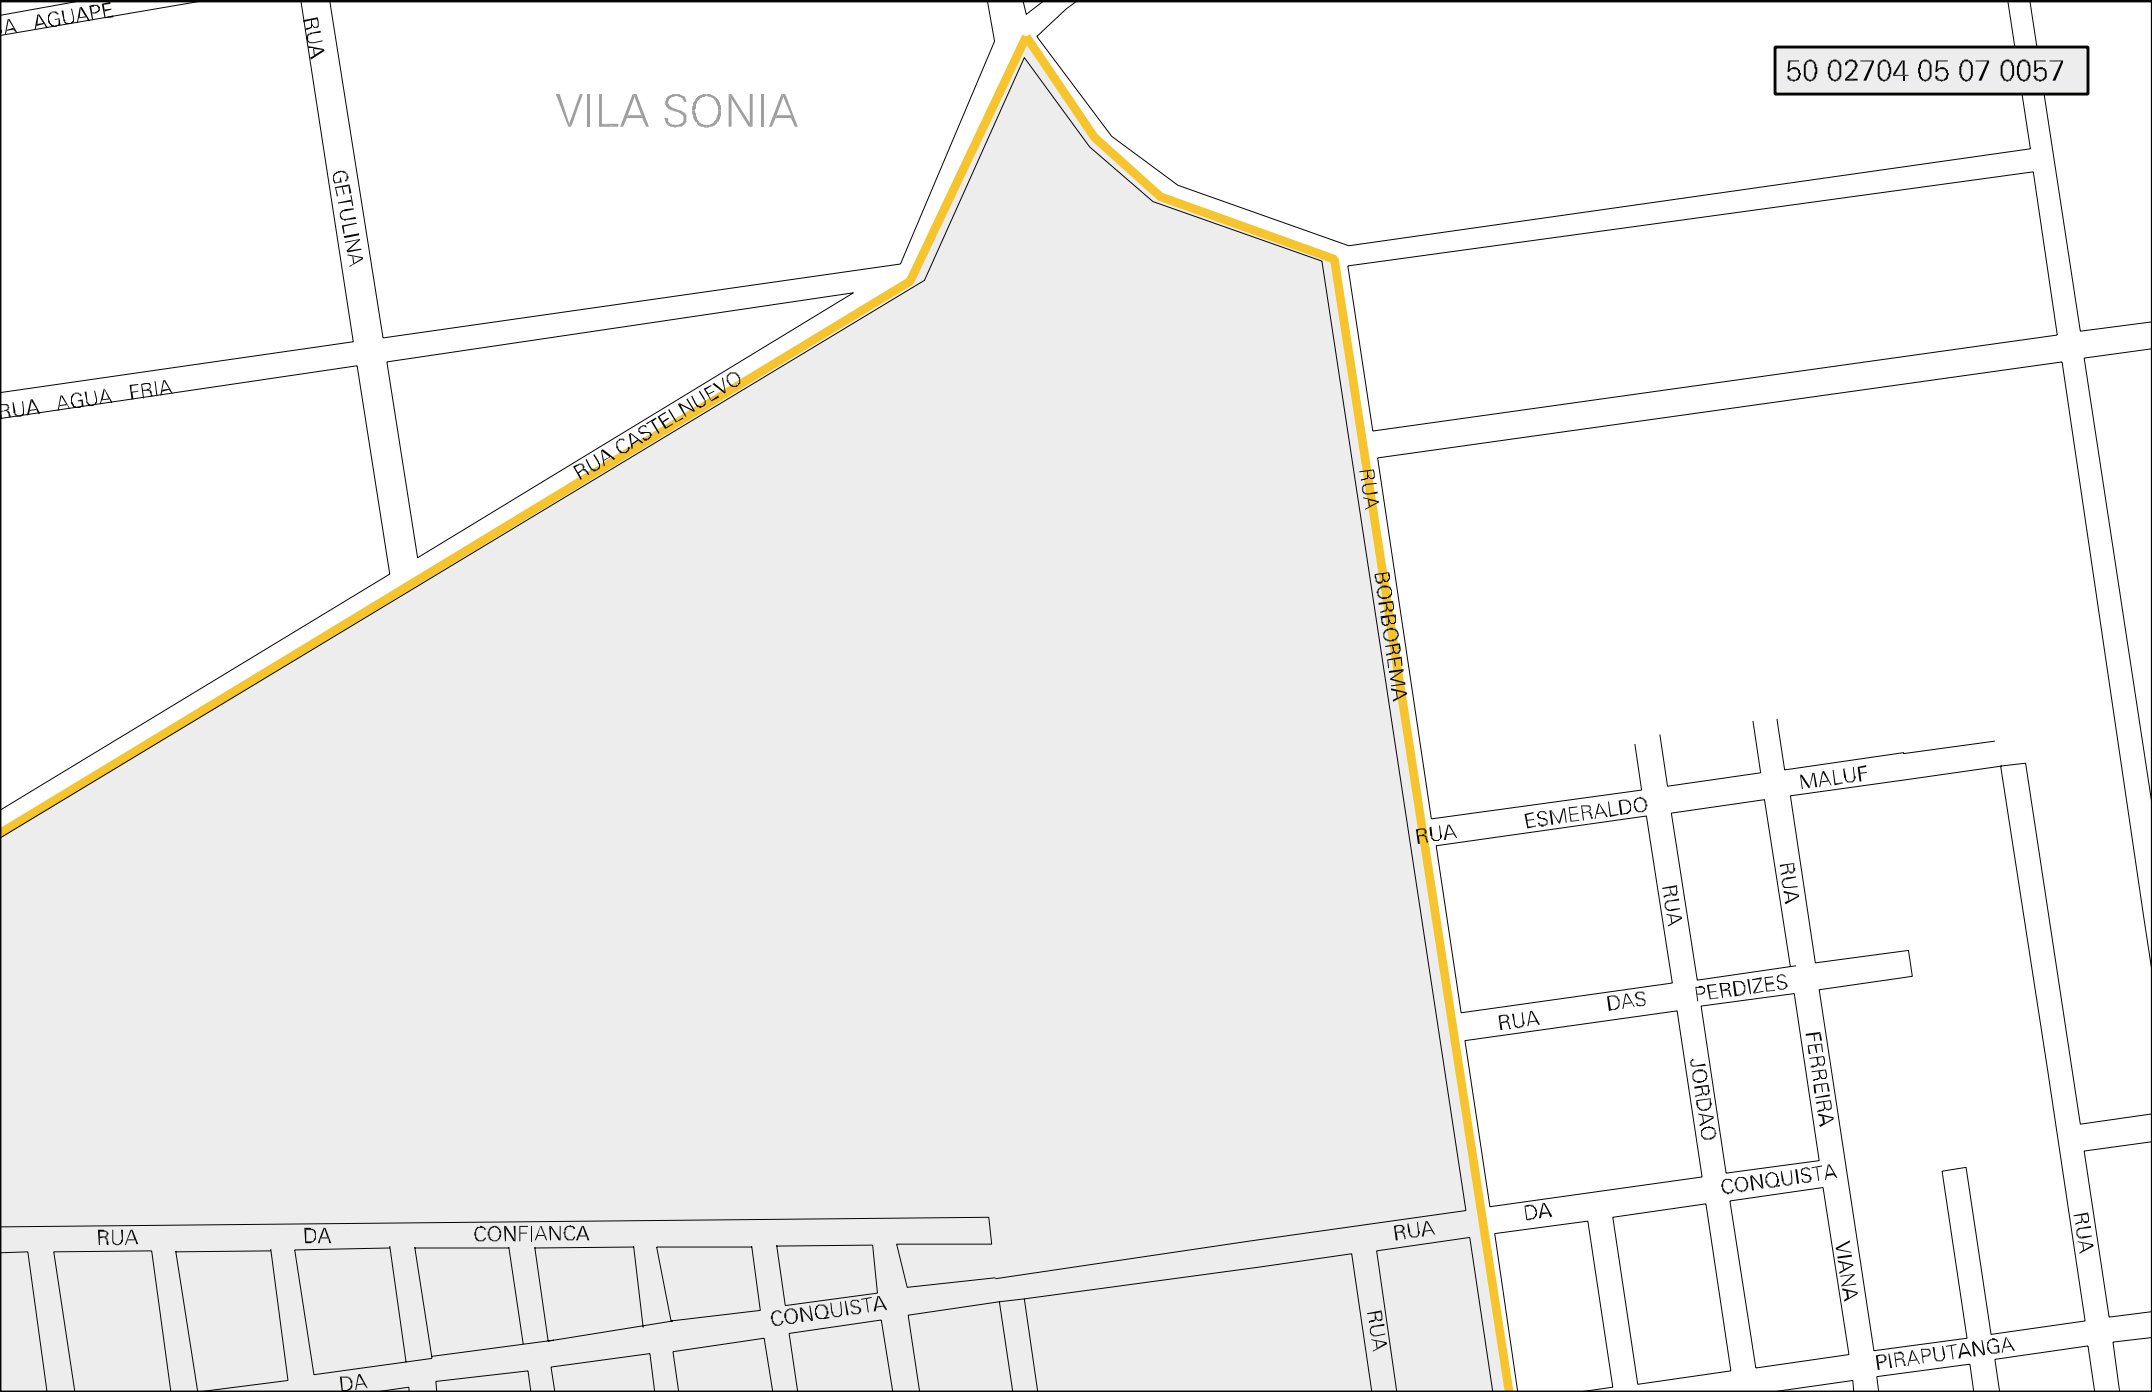 AGUAPE
RUA
50 02704 05 07 0057
VILA SONIA
GETULINA
RUA AGUA FRIA
RUA CASTELNUEVO
RUA
BORBOREMA
MALUF
ESMERALDO
RUA
RUA
RUA
PERDIZES
DAS
RUA
JORDAO
FERREIRA
CONQUISTA
DA
RUA
RUA
DA
CONFIANCA
RUA
VIANA
CONQUISTA
RUA
PIRAPUTANGA
DA